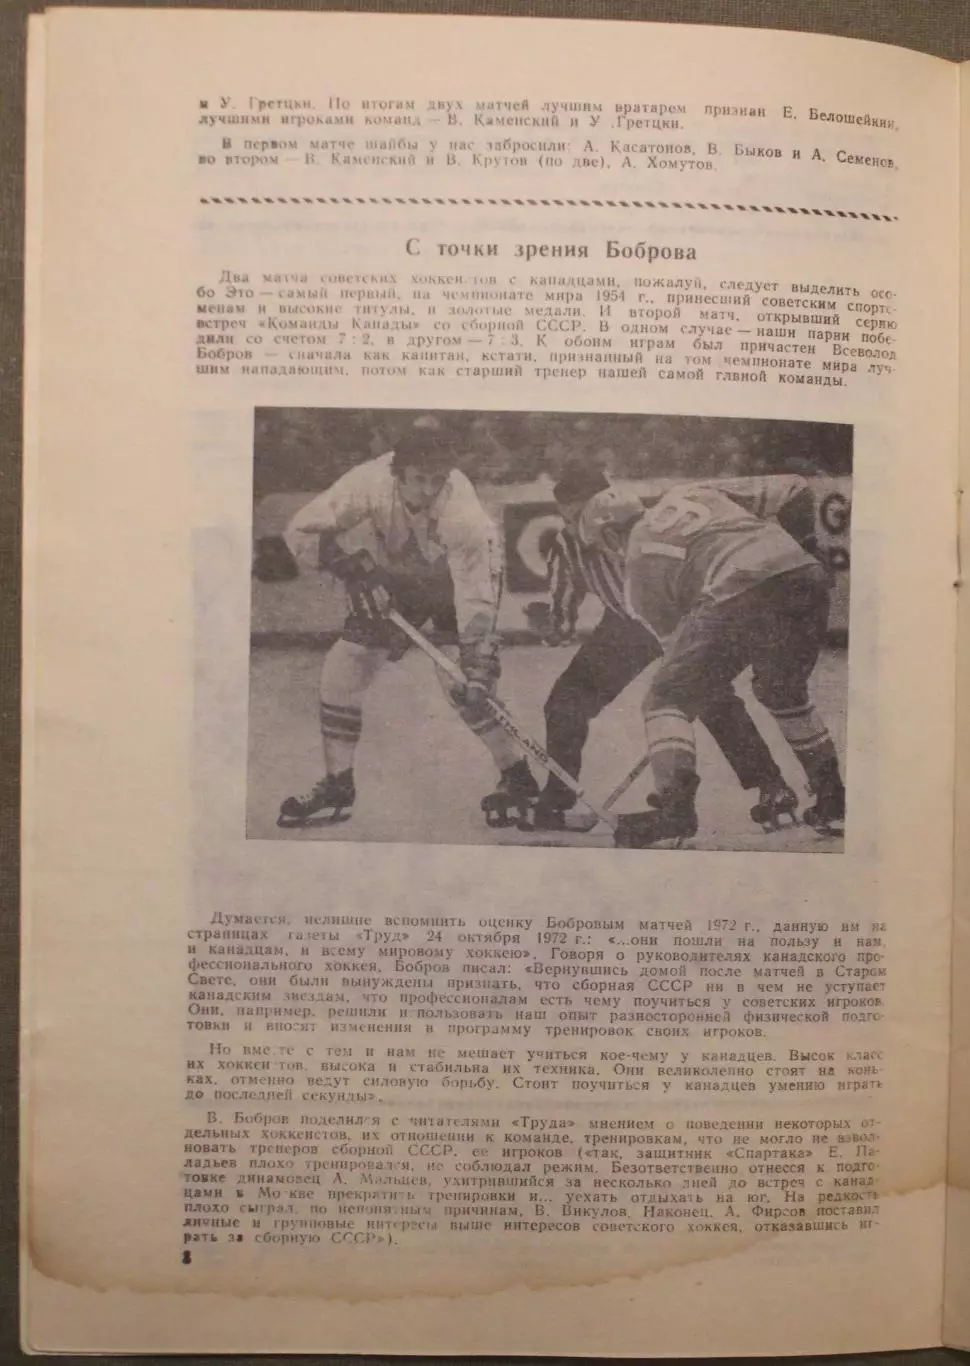 и У. Гретцки. По итогам двух матчей лучшим вратарем признан Е. Белошейкин,
лучшими игроками команд — В. Каменский и У .Гретцки.
В первом матче шайбы у нас забросили: А. Касатонов, В. Быков и А. Семенов,
во втором — В. Каменский и В. Крутов (по две), А. Хомутов.
С точки зрения Боброва
Два матча советских хоккеистов с канадцами, пожалуй, следует выделить осо-
бо Это — самый первый, на чемпионате мира 1954 г., принесший советским спортс-
менам и высокие титулы, и золотые медали. И второй матч, открывший серию
встреч «Команды Канады» со сборной СССР. В одном случае — наши парни побе-
дили со счетом 7 : 2, в другом — 7 : 3. К обоим играм был причастен Всеволод
Бобров — сначала как капитан, кстати, признанный на том чемпионате мира луч-
шим нападающим, потом как старший тренер нашей самой глвной команды.
Думается, нелишне вспомнить оценку Бобровым матчей 1972 г., данную им на
страницах газеты «Труд» 24 октября 1972 г.: «...они пошли на пользу и нам,
и канадцам, и всему мировому хоккею». Говоря о руководителях канадского про-
фессионального хоккея, Бобров писал: «Вернувшись домой после матчей в Старом
Свете, они были вынуждены признать, что сборная СССР ни в чем не уступает
канадским звездам, что профессионалам есть чему поучиться у советских игроков
Они, например, решили использовать наш опыт разносторонней физической подго-
товки и вносят изменения в программу тренировок своих игроков.
Но вместе с тем и нам не мешает учиться кое-чему у канадцев. Высок класс
их хоккеистов, высока и стабильна их техника. Они великолепно стоят на конь-
ках, отменно ведут силовую борьбу. Стоит поучиться у канадцев умению играть
до последней секунды».
В. Бобров поделился с читателями «Труда» мнением о поведении некоторых от-
дельных хоккеистов, их отношении к команде, тренировкам, что не могло не взвол-
новать тренеров сборной СССР, ее игроков («так, защитник «Спартака» Е. Па-
ладьев плохо тренировался, не соблюдал режим. Безответственно отнесся к подго-
товке динамовец А. Мальцев, ухитрившийся за несколько дней до встреч с канад-
цами в Москве прекратить тренировки и... уехать отдыхать на юг. На редкость
плохо сыграл, по непонятным причинам, В. Викулов. Наконец, А. Фирсов поставил
личные и групповые интересы выше интересов советского хоккея, отказавшись иг-
рать за сборную СССР»).
8